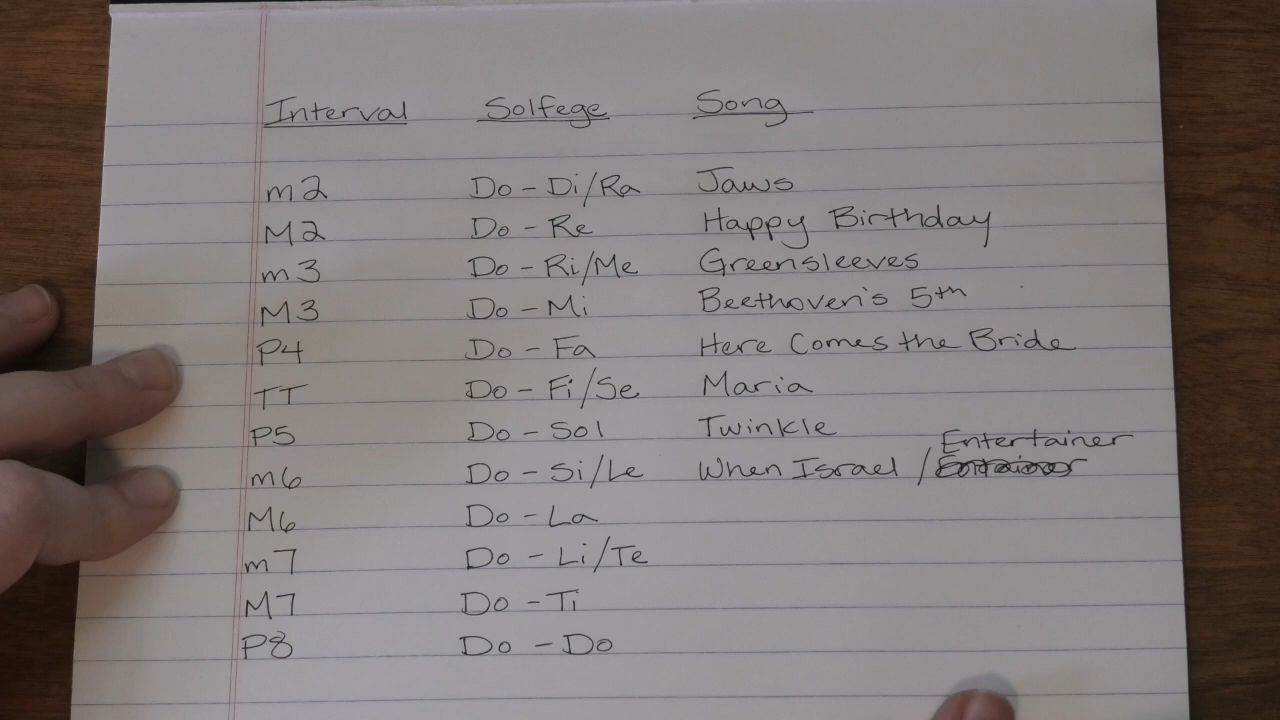 Interval Solfege Song
m2 Do - Di/Ra Jaws
M2 Do - Re Happy Birthday
m3 Do - Ri/Me Greensleeves
M3 Do - Mi Beethoven's 5th
P4 Do - Fa Here Comes the Bride
TT Do - Fi/Se Maria
P5 Do - Sol Twinkle
m6 Do - Si/Le When Israel / Entertainer
M6 Do - La
m7 Do - Li/Te
M7 Do - Ti
P8 Do - Do